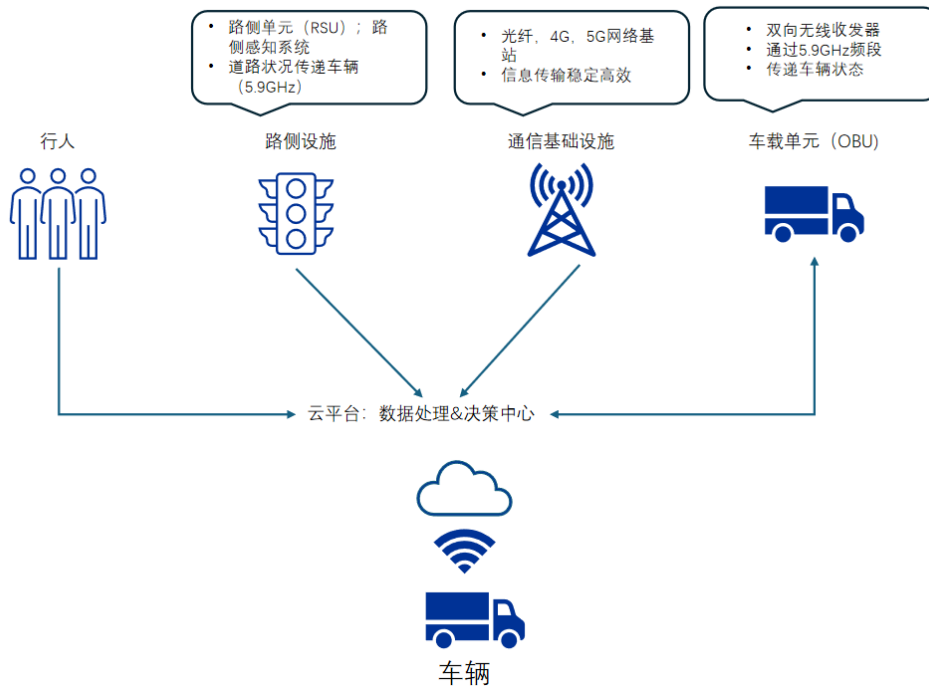 • 路侧单元（RSU）；路
侧感知系统
• 道路状况传递车辆
（5.9GHz）
• 光纤，4G，5G网络基
站
• 信息传输稳定高效
• 双向无线收发器
• 通过5.9GHz频段
• 传递车辆状态
行人
路侧设施
通信基础设施
车载单元（OBU)
云平台：数据处理&决策中心
车辆